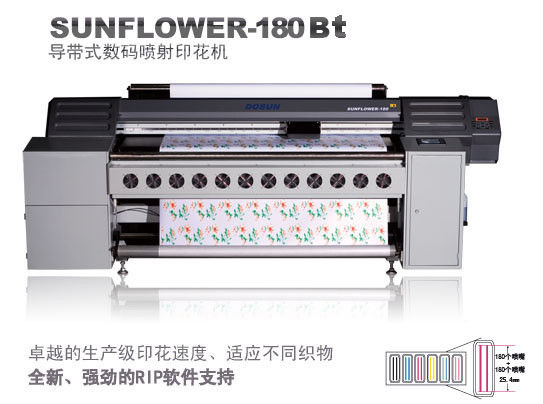 SUNFLOWER-180 Bt
导带式数码喷射印花机
DOSUN
SUNFLOWER-180
卓越的生产级印花速度、适应不同织物
全新、强劲的RIP软件支持
180个喷嘴
+
180个喷嘴
25.4mm